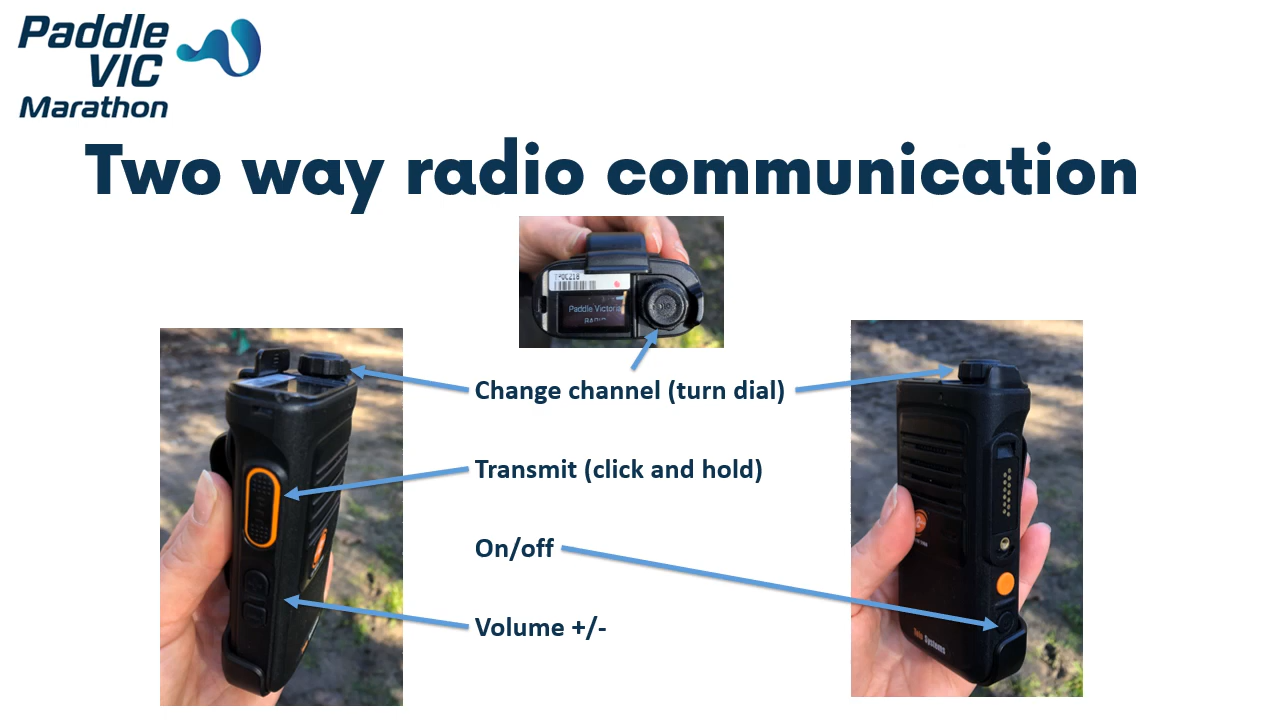 Paddle
VIC
Marathon
Two way radio communication
Paddle Victoria
Change channel (turn dial)
Transmit (click and hold)
On/off
Volume +/-
Systems